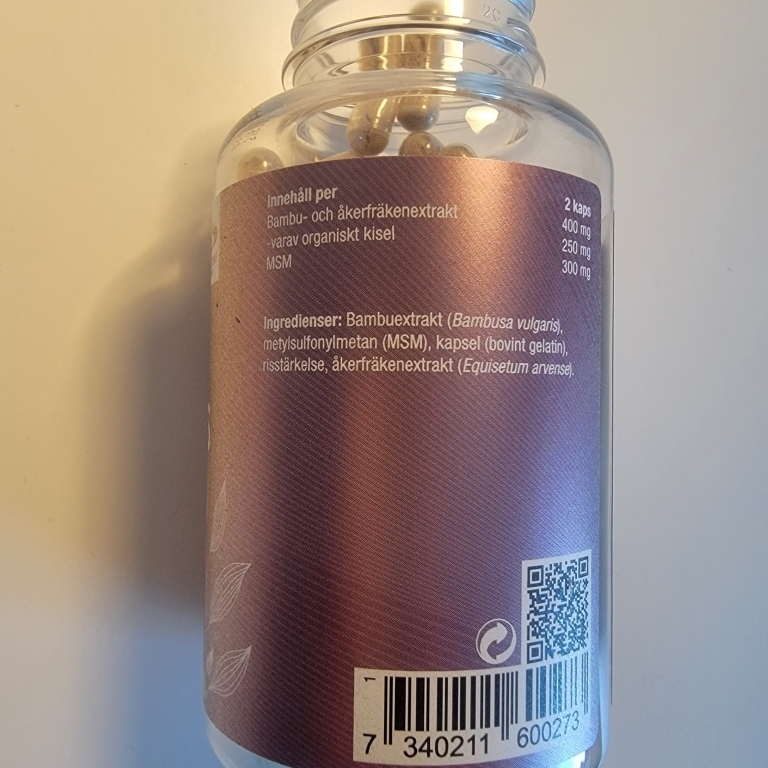 Innehåll per 2 kaps
Bambu- och åkerfräkenextrakt 400 mg
-varav organiskt kisel 250 mg
MSM 300 mg
Ingredienser: Bambuextrakt (Bambusa vulgaris),
metylsulfonylmetan (MSM), kapsel (bovint gelatin),
risstärkelse, åkerfräkenextrakt (Equisetum arvense).
1
7 340211 600273